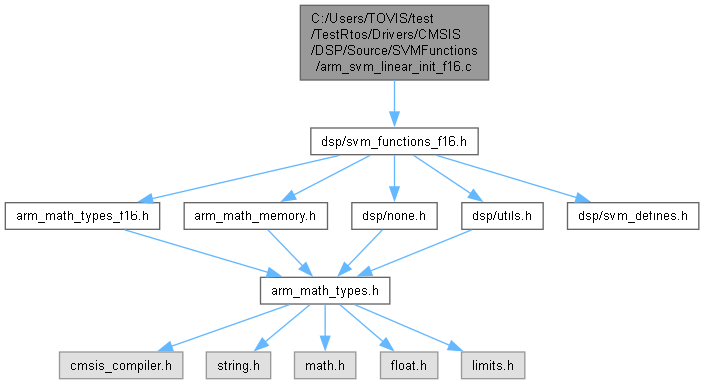 C:/Users/TOVIS/test
/TestRtos/Drivers/CMSIS
/DSP/Source/SVMFunctions
/arm_svm_linear_init_f16.c
dsp/svm_functions_f16.h
arm_math_types_f16.h
arm_math_memory.h
dsp/none.h
dsp/utils.h
dsp/svm_defines.h
arm_math_types.h
cmsis_compiler.h
string.h
math.h
float.h
limits.h